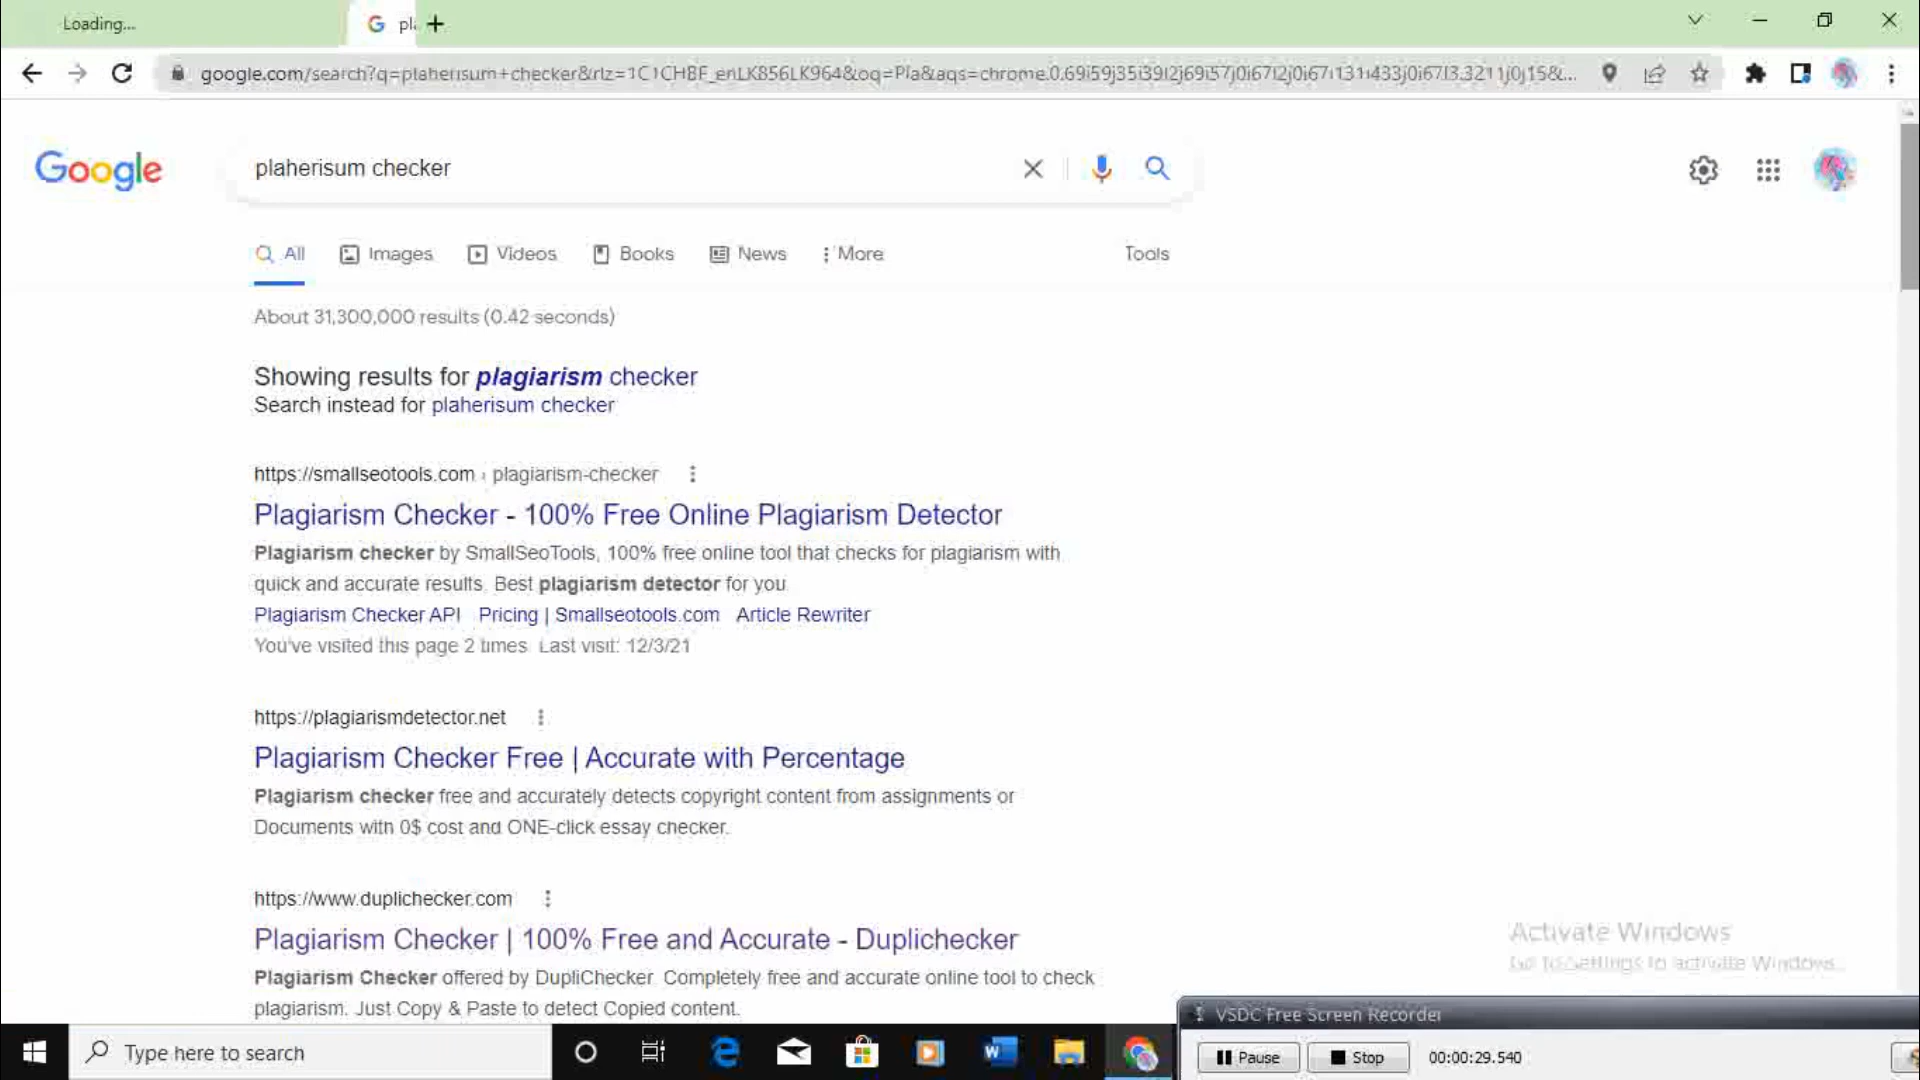 Loading...
pla
google.com/search?q=plaherisum+checker&rlz=1C1CHBF_enLK856LK964&oq=Pla&aqs=chrome.0.69i59j35i39l2j69i57j0i67l2j0i67i131i433j0i67l3.3211j0j15&...
Google
plaherisum checker
All Images Videos Books News More Tools
About 31,300,000 results (0.42 seconds)
Showing results for plagiarism checker
Search instead for plaherisum checker
https://smallseotools.com › plagiarism-checker
Plagiarism Checker - 100% Free Online Plagiarism Detector
Plagiarism checker by SmallSeoTools, 100% free online tool that checks for plagiarism with
quick and accurate results. Best plagiarism detector for you
Plagiarism Checker API Pricing | Smallseotools.com Article Rewriter
You've visited this page 2 times. Last visit: 12/3/21
https://plagiarismdetector.net
Plagiarism Checker Free | Accurate with Percentage
Plagiarism checker free and accurately detects copyright content from assignments or
Documents with 0$ cost and ONE-click essay checker.
https://www.duplichecker.com
Plagiarism Checker | 100% Free and Accurate - Duplichecker
Plagiarism Checker offered by DupliChecker. Completely free and accurate online tool to check
plagiarism. Just Copy & Paste to detect Copied content.
Activate Windows
Go to Settings to activate Windows.
VSDC Free Screen Recorder
Type here to search
Pause Stop 00:00:29.540